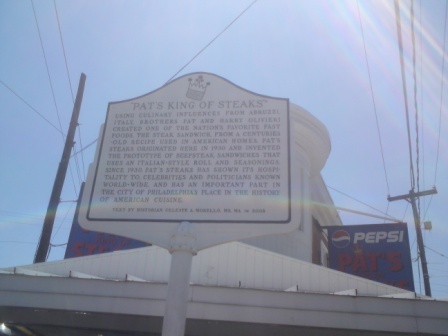 "PAT'S KING OF STEAKS"
USING CULINARY INFLUENCES FROM ABRUZZI,
ITALY, BROTHERS PAT AND HARRY OLIVIERI
CREATED ONE OF THE NATION'S FAVORITE FAST
FOODS, THE STEAK SANDWICH. FROM A CENTURIES
OLD RECIPE USED IN AMERICAN HOMES, PAT'S
STEAKS ORIGINATED HERE IN 1930 AND INVENTED
THE PROTOTYPE OF BEEFSTEAK SANDWICHES THAT
USES AN ITALIAN-STYLE ROLL AND SEASONINGS.
SINCE 1930, PAT'S STEAKS HAS SHOWN ITS HOSPI-
TALITY TO CELEBRITIES AND POLITICIANS KNOWN
WORLD-WIDE, AND HAS AN IMPORTANT PART IN
THE CITY OF PHILADELPHIA'S PLACE IN THE HISTORY
OF AMERICAN CUISINE.
TEXT BY HISTORIAN
PEPSI
PAT'S